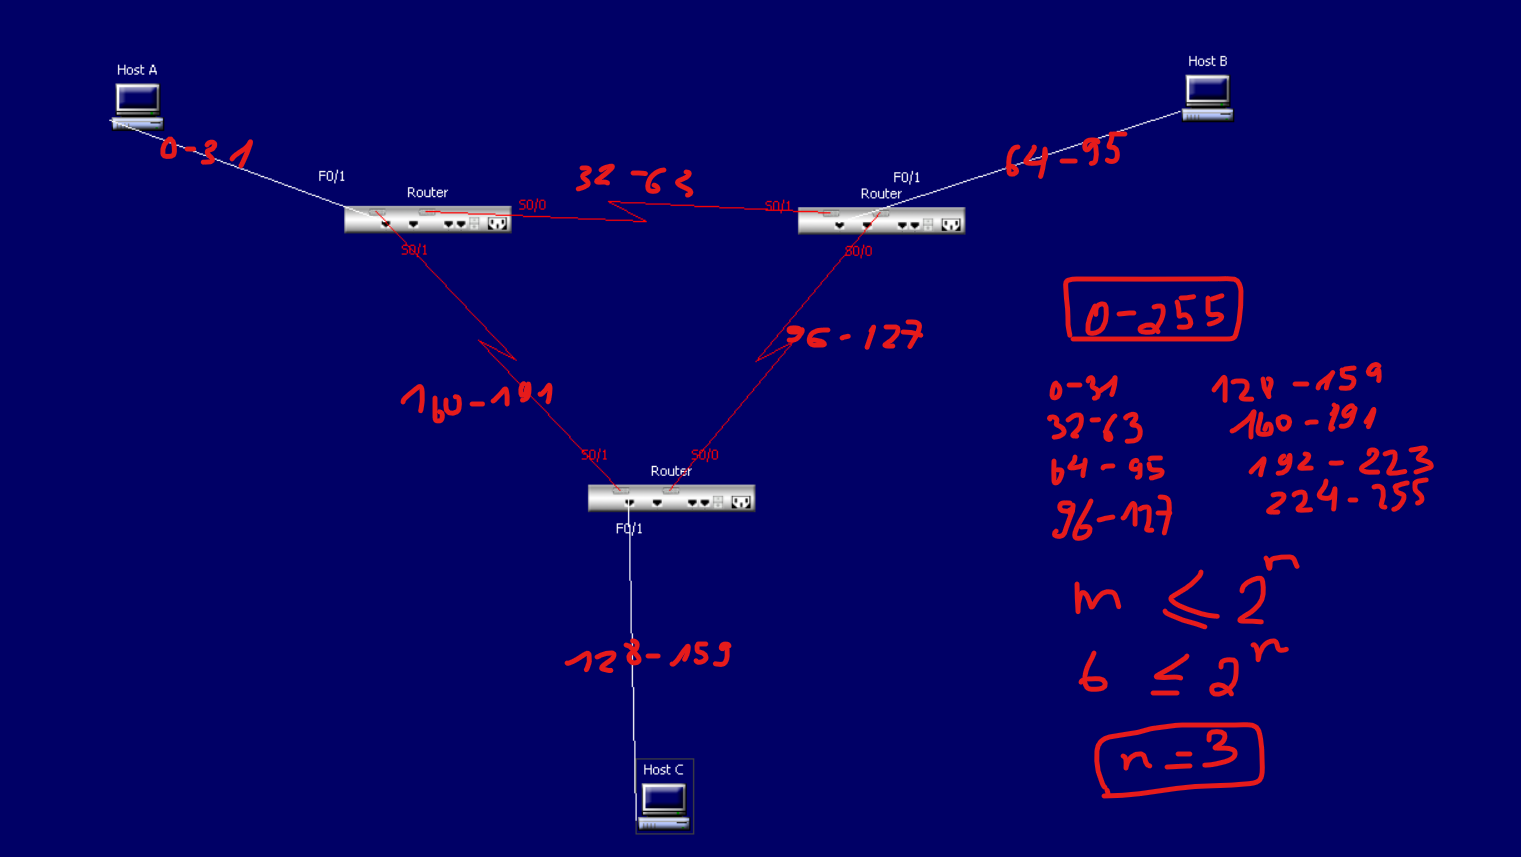 Host A
Host B
0-31
64-95
F0/1
32-63
F0/1
Router
Router
S0/0
S0/1
S0/1
S0/0
0-255
96-127
160-191
0-31
128-159
32-63
160-191
64-95
192-223
96-127
224-255
S0/1
S0/0
Router
F0/1
m ≤ 2^n
6 ≤ 2^n
128-159
n=3
Host C